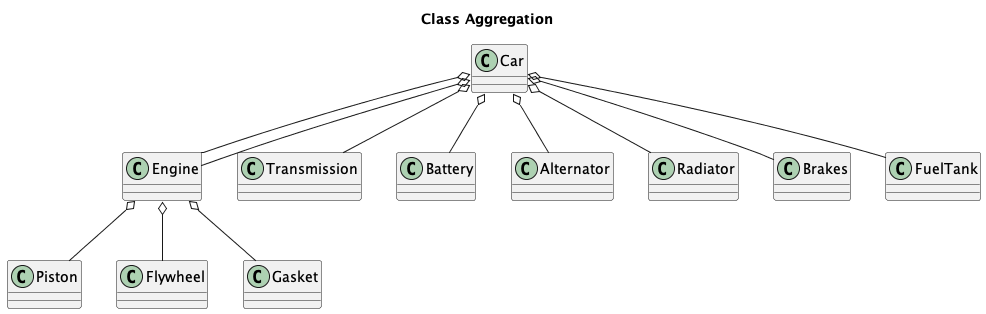 Class Aggregation
C Car
C Engine
C Transmission
C Battery
C Alternator
C Radiator
C Brakes
C FuelTank
C Piston
C Flywheel
C Gasket